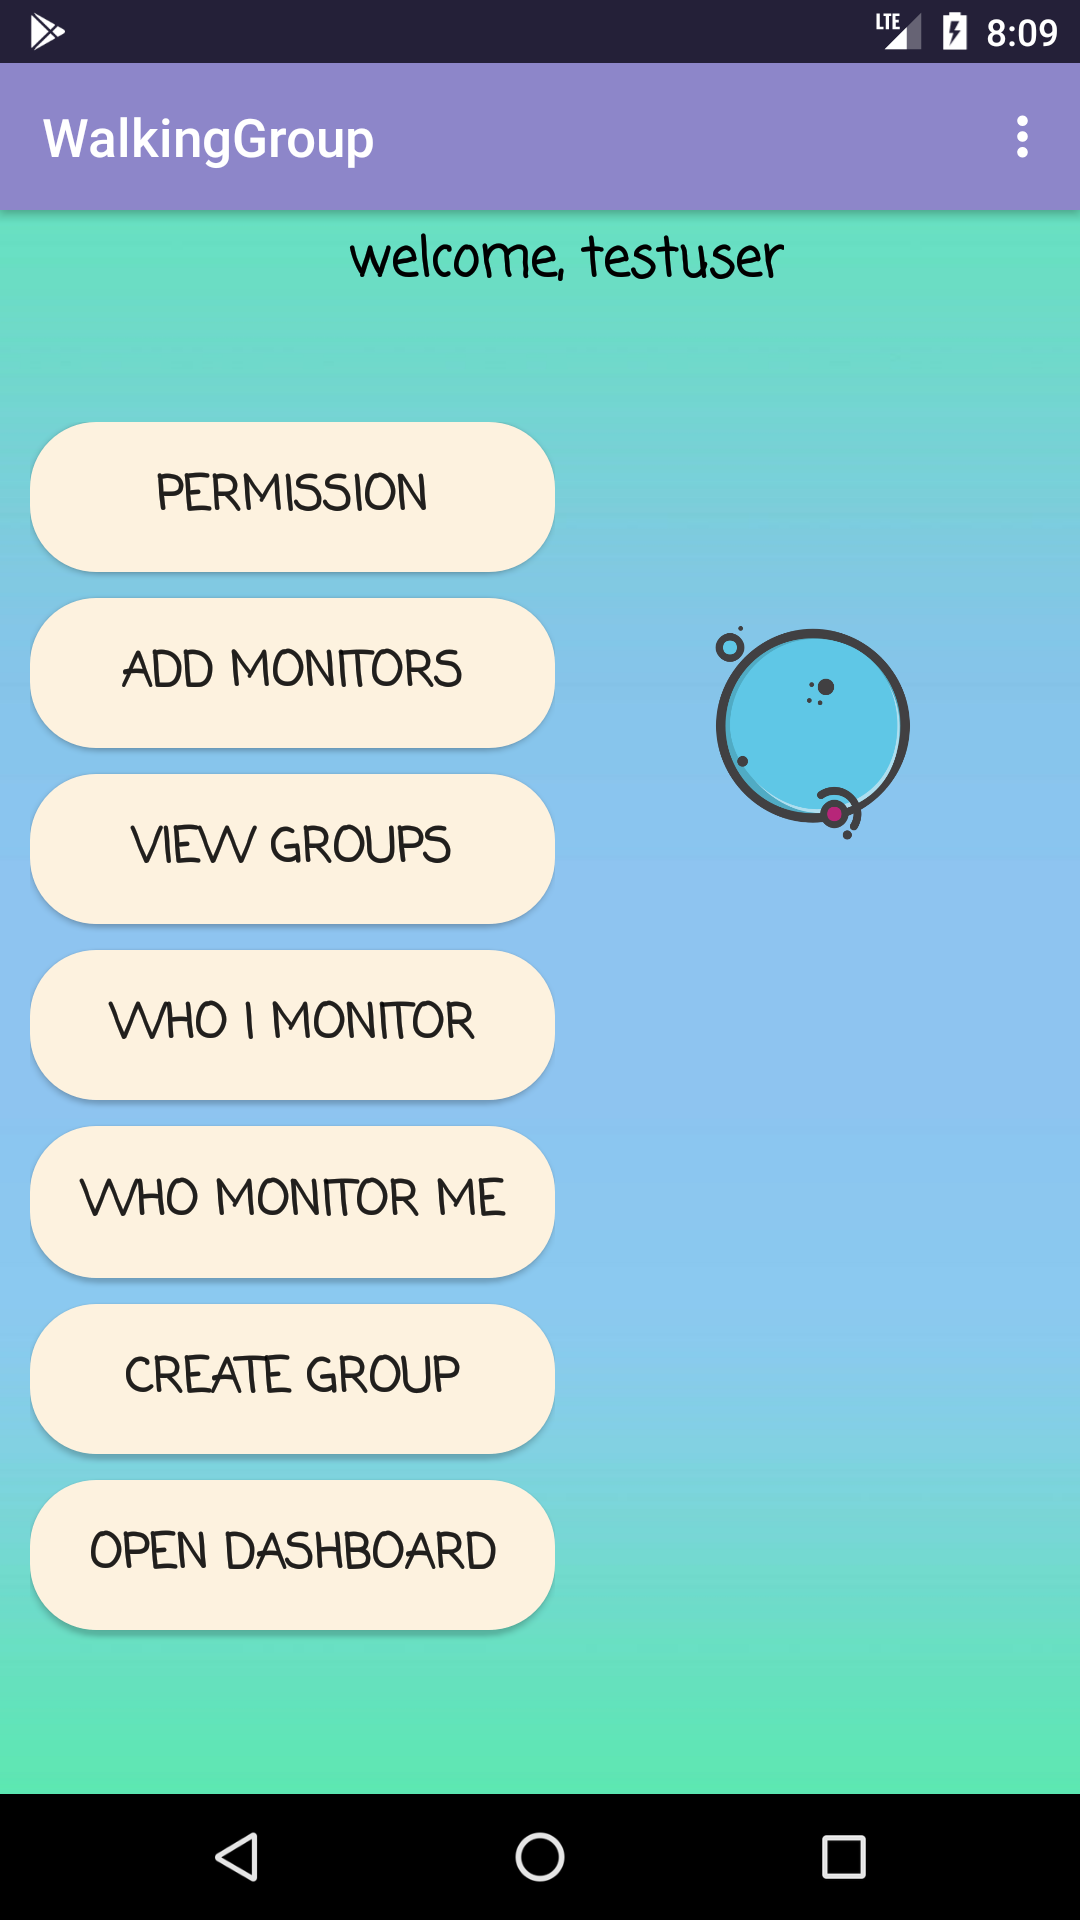 LTE 8:09
WalkingGroup
welcome, testuser
PERMISSION
ADD MONITORS
VIEW GROUPS
WHO I MONITOR
WHO MONITOR ME
CREATE GROUP
OPEN DASHBOARD